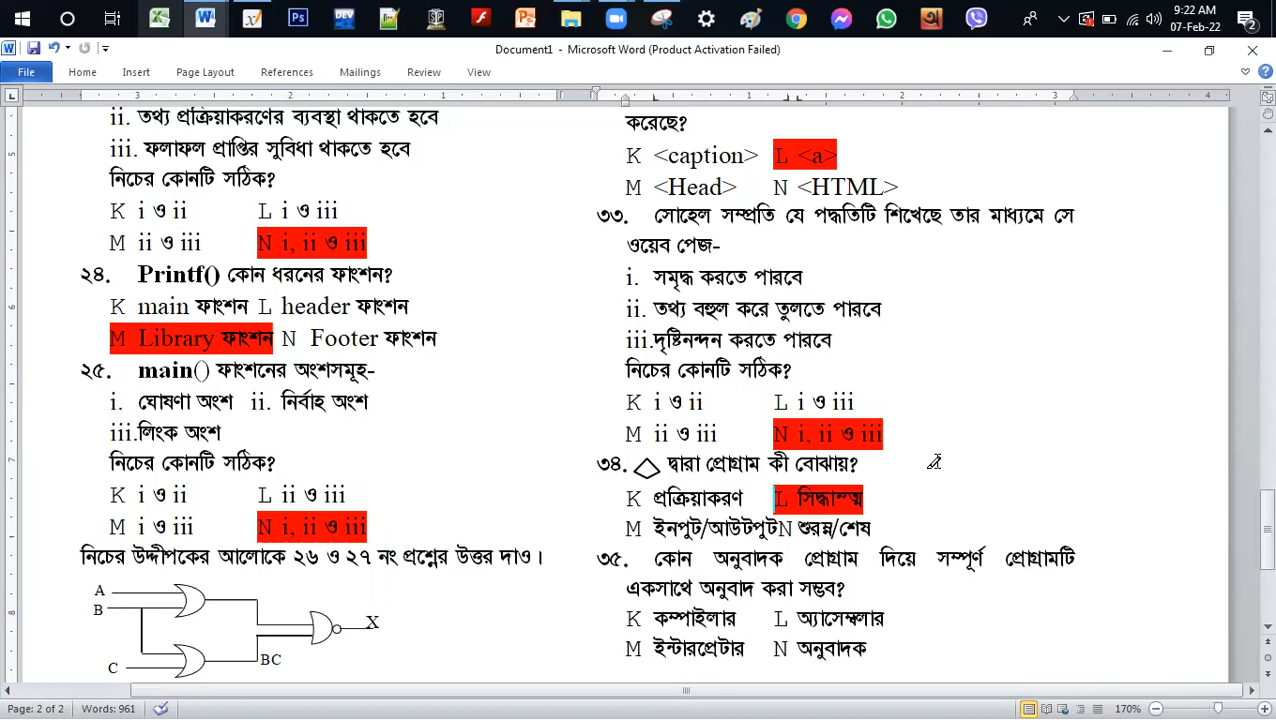 9:22 AM
07-Feb-22
Document1 - Microsoft Word (Product Activation Failed)
File Home Insert Page Layout References Mailings Review View
ii. তথ্য প্রক্রিয়াকরণের ব্যবস্থা থাকতে হবে
iii. ফলাফল প্রাপ্তির সুবিধা থাকতে হবে
নিচের কোনটি সঠিক?
K i ও ii L i ও iii
M ii ও iii N i, ii ও iii
২৪. Printf() কোন ধরনের ফাংশন?
K main ফাংশন L header ফাংশন
M Library ফাংশন N Footer ফাংশন
২৫. main() ফাংশনের অংশসমূহ-
i. ঘোষণা অংশ ii. নির্বাহ অংশ
iii.লিংক অংশ
নিচের কোনটি সঠিক?
K i ও ii L ii ও iii
M i ও iii N i, ii ও iii
নিচের উদ্দীপকের আলোকে ২৬ ও ২৭ নং প্রশ্নের উত্তর দাও।
A
B
X
C
BC
করেছে?
K <caption> L <a>
M <Head> N <HTML>
৩৩. সোহেল সম্প্রতি যে পদ্ধতিটি শিখেছে তার মাধ্যমে সে
ওয়েব পেজ-
i. সমৃদ্ধ করতে পারবে
ii. তথ্য বহুল করে তুলতে পারবে
iii.দৃষ্টিনন্দন করতে পারবে
নিচের কোনটি সঠিক?
K i ও ii L i ও iii
M ii ও iii N i, ii ও iii
৩৪. দ্বারা প্রোগ্রাম কী বোঝায়?
K প্রক্রিয়াকরণ L সিদ্ধাস্ত্ম
M ইনপুট/আউটপুট N শুরম্ন/শেষ
৩৫. কোন অনুবাদক প্রোগ্রাম দিয়ে সম্পূর্ণ প্রোগ্রামটি
একসাথে অনুবাদ করা সম্ভব?
K কম্পাইলার L অ্যাসেম্বলার
M ইন্টারপ্রেটার N অনুবাদক
Page: 2 of 2 Words: 961 170%